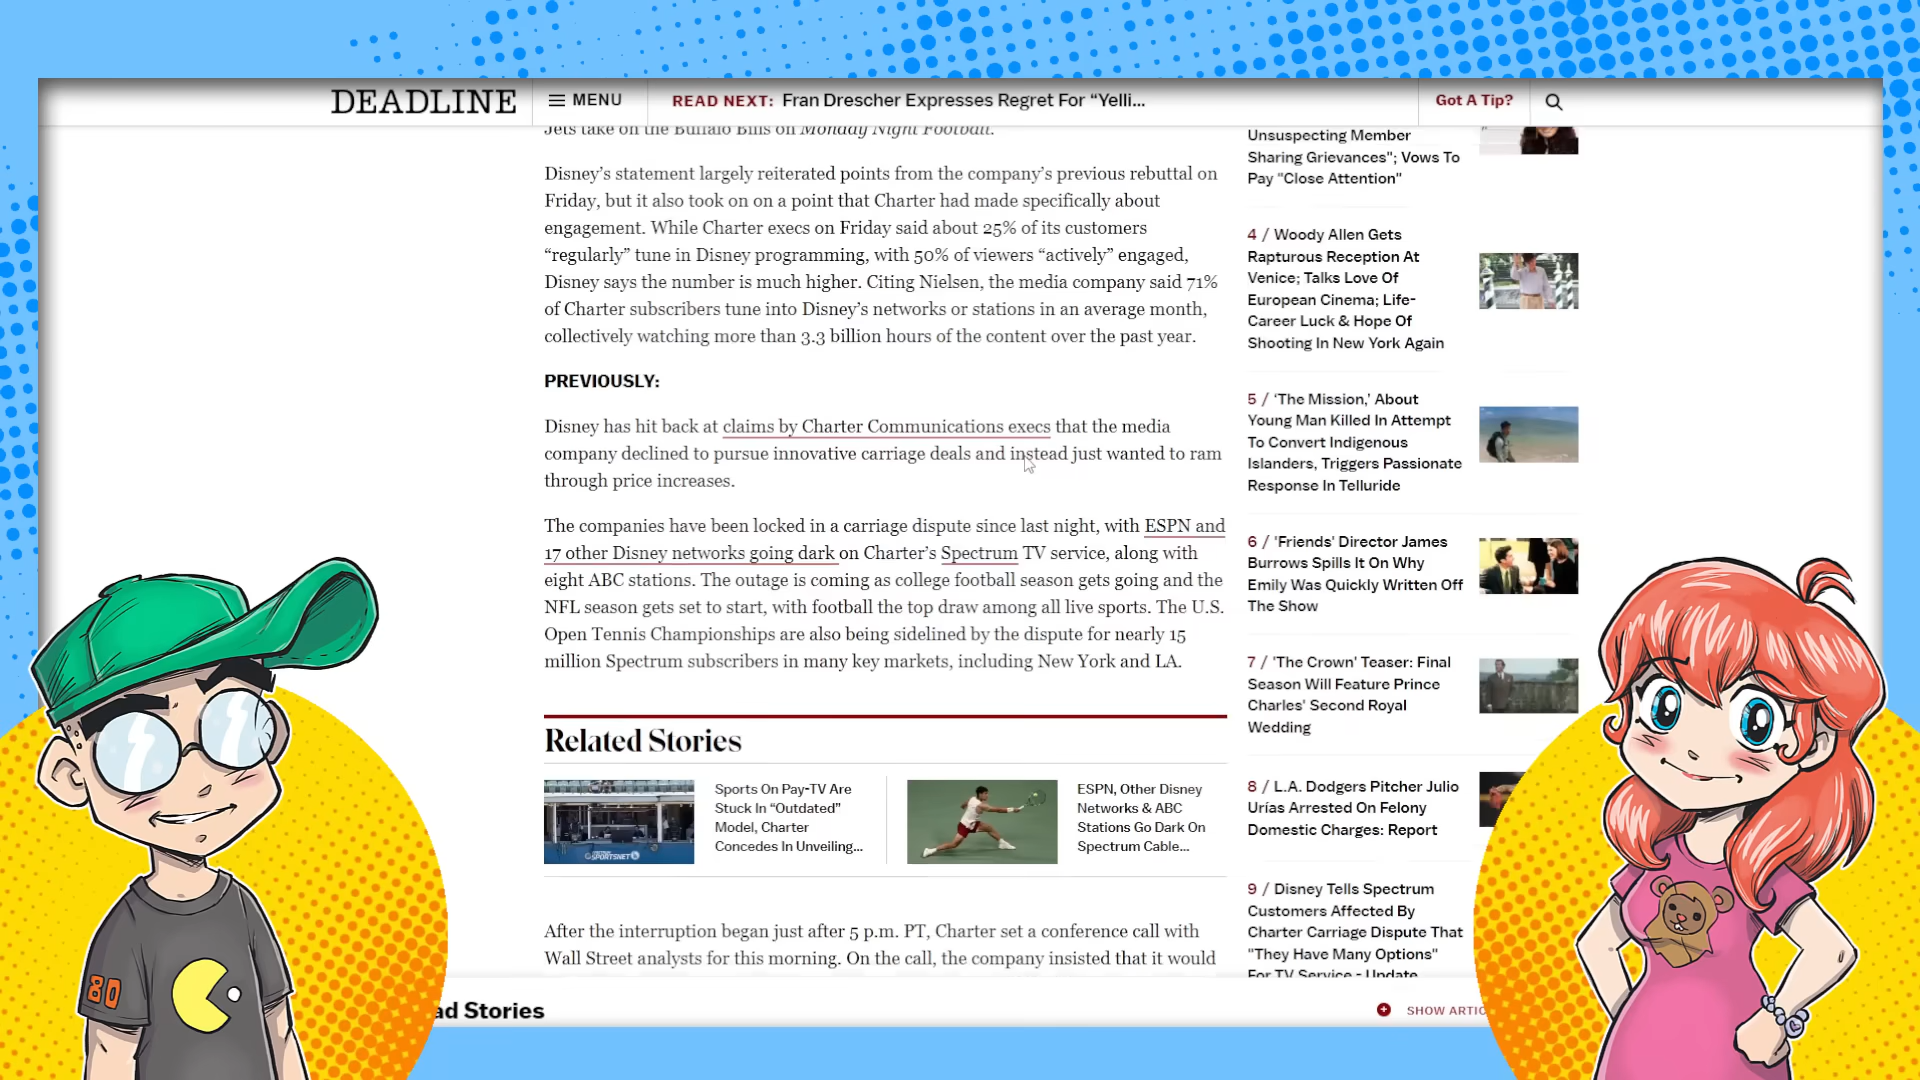 DEADLINE
MENU
READ NEXT: Fran Drescher Expresses Regret For “Yelli...
Got A Tip?
Jets take on the Buffalo Bills on Monday Night Football.
Disney’s statement largely reiterated points from the company’s previous rebuttal on
Friday, but it also took on on a point that Charter had made specifically about
engagement. While Charter execs on Friday said about 25% of its customers
“regularly” tune in Disney programming, with 50% of viewers “actively” engaged,
Disney says the number is much higher. Citing Nielsen, the media company said 71%
of Charter subscribers tune into Disney’s networks or stations in an average month,
collectively watching more than 3.3 billion hours of the content over the past year.
PREVIOUSLY:
Disney has hit back at claims by Charter Communications execs that the media
company declined to pursue innovative carriage deals and instead just wanted to ram
through price increases.
The companies have been locked in a carriage dispute since last night, with ESPN and
17 other Disney networks going dark on Charter’s Spectrum TV service, along with
eight ABC stations. The outage is coming as college football season gets going and the
NFL season gets set to start, with football the top draw among all live sports. The U.S.
Open Tennis Championships are also being sidelined by the dispute for nearly 15
million Spectrum subscribers in many key markets, including New York and LA.
Related Stories
SPORTSNET
Sports On Pay-TV Are
Stuck In “Outdated”
Model, Charter
Concedes In Unveiling...
ESPN, Other Disney
Networks & ABC
Stations Go Dark On
Spectrum Cable...
After the interruption began just after 5 p.m. PT, Charter set a conference call with
Wall Street analysts for this morning. On the call, the company insisted that it would
ad Stories
SHOW ARTIC
Unsuspecting Member
Sharing Grievances"; Vows To
Pay "Close Attention"
4 / Woody Allen Gets
Rapturous Reception At
Venice; Talks Love Of
European Cinema; Life-
Career Luck & Hope Of
Shooting In New York Again
5 / ‘The Mission,’ About
Young Man Killed In Attempt
To Convert Indigenous
Islanders, Triggers Passionate
Response In Telluride
6 / 'Friends' Director James
Burrows Spills It On Why
Emily Was Quickly Written Off
The Show
7 / 'The Crown' Teaser: Final
Season Will Feature Prince
Charles' Second Royal
Wedding
8 / L.A. Dodgers Pitcher Julio
Urías Arrested On Felony
Domestic Charges: Report
9 / Disney Tells Spectrum
Customers Affected By
Charter Carriage Dispute That
"They Have Many Options"
For TV Service - Update
80